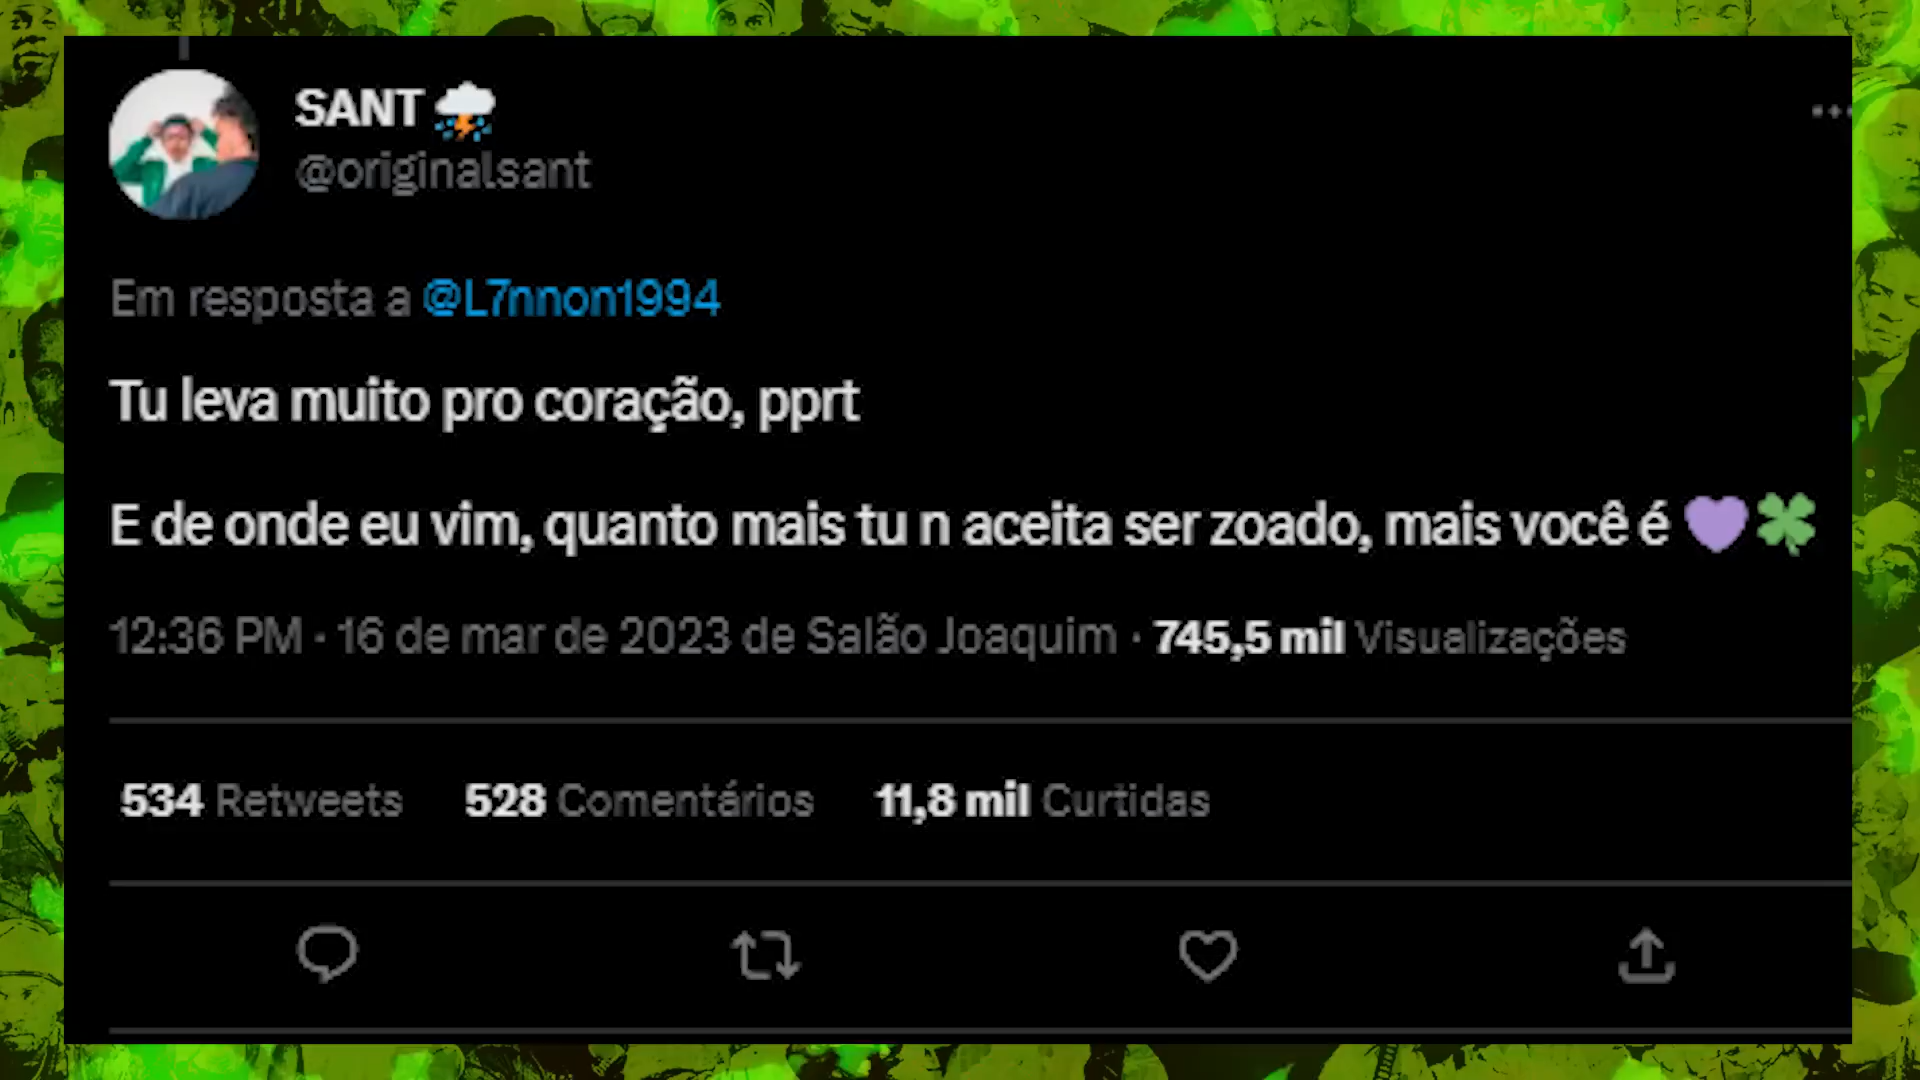 SANT 🌩️
@originalsant
Em resposta a @L7nnon1994
Tu leva muito pro coração, pprt
E de onde eu vim, quanto mais tu n aceita ser zoado, mais você é 💜🍀
12:36 PM · 16 de mar de 2023 de Salão Joaquim · 745,5 mil Visualizações
534 Retweets 528 Comentários 11,8 mil Curtidas